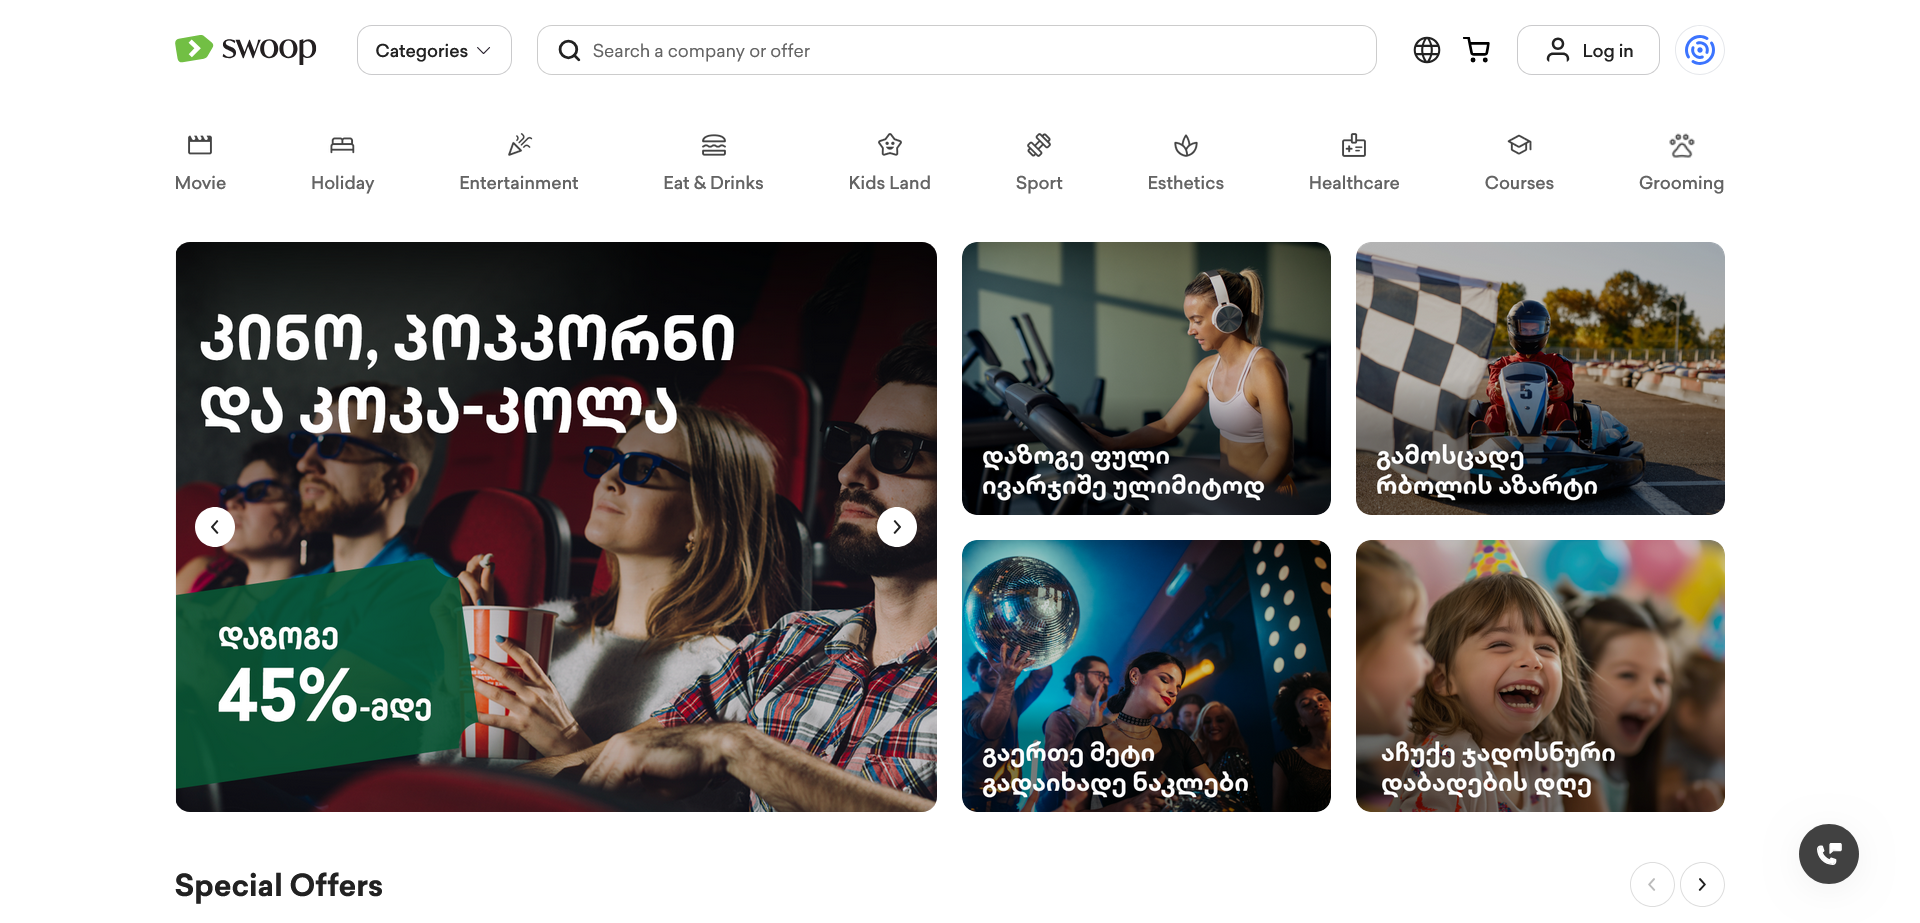 swoop
Categories
Search a company or offer
Log in
Movie
Holiday
Entertainment
Eat & Drinks
Kids Land
Sport
Esthetics
Healthcare
Courses
Grooming
კინო, პოპკორნი
და კოკა-კოლა
დაზოგე
45%-მდე
დაზოგე ფული
ივარჯიშე ულიმიტოდ
5
გამოსცადე
რბოლის აზარტი
გაერთე მეტი
გადაიხადე ნაკლები
აჩუქე ჯადოსნური
დაბადების დღე
Special Offers